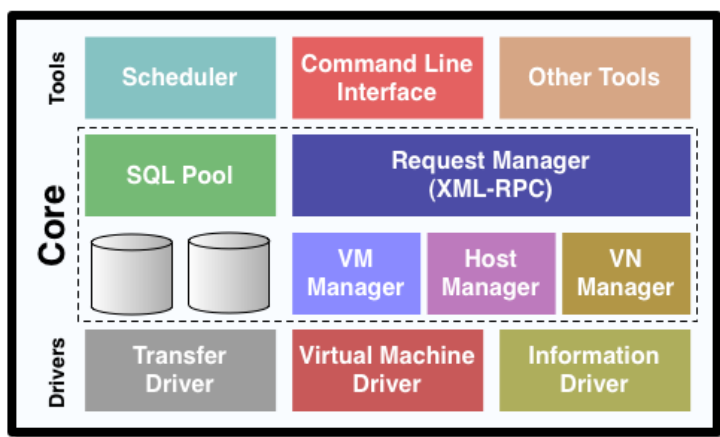 Tools
Scheduler
Command Line
Interface
Other Tools
Core
SQL Pool
Request Manager
(XML-RPC)
VM
Manager
Host
Manager
VN
Manager
Drivers
Transfer
Driver
Virtual Machine
Driver
Information
Driver